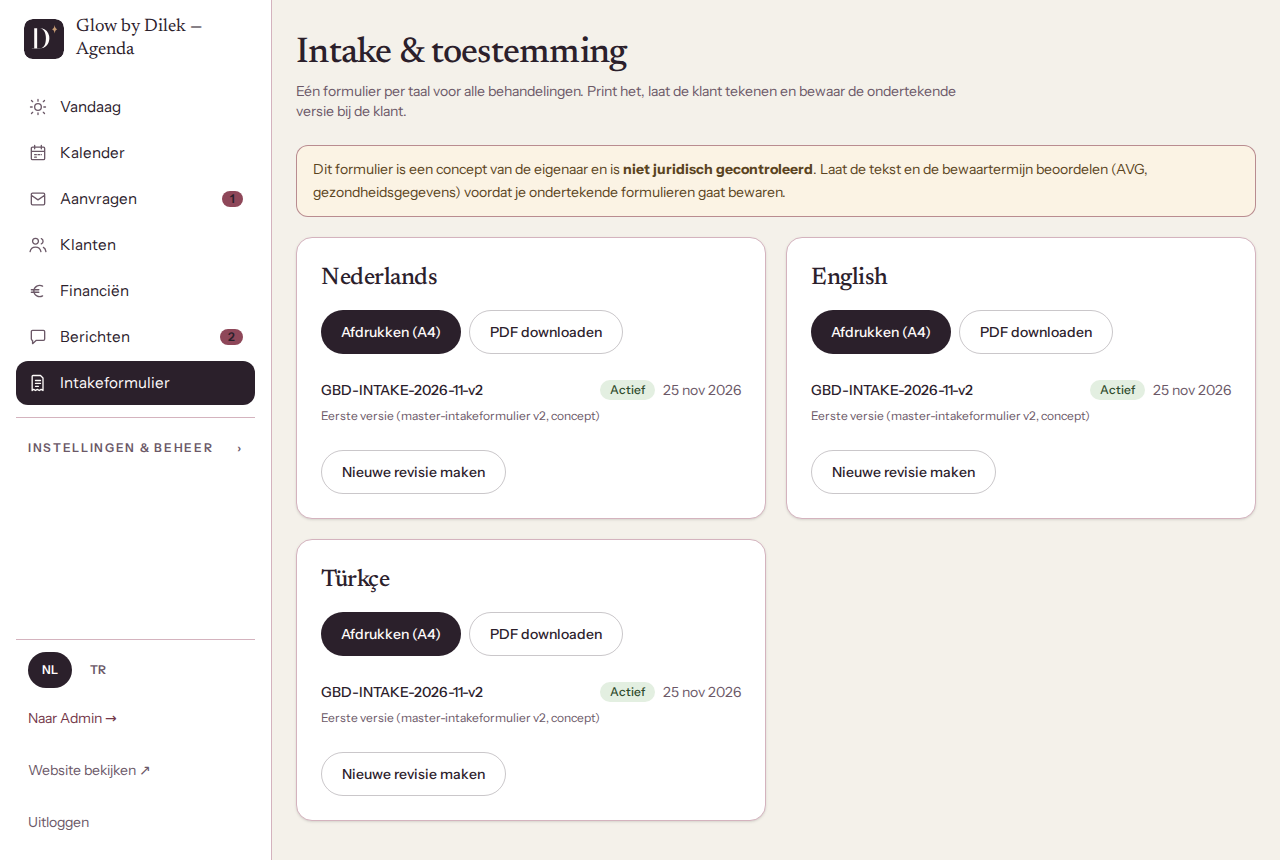 D
Glow by Dilek –
Agenda
Vandaag
Kalender
Aanvragen 1
Klanten
Financiën
Berichten 2
Intakeformulier
INSTELLINGEN & BEHEER ›
NL TR
Naar Admin →
Website bekijken ↗
Uitloggen
Intake & toestemming
Eén formulier per taal voor alle behandelingen. Print het, laat de klant tekenen en bewaar de ondertekende
versie bij de klant.
Dit formulier is een concept van de eigenaar en is niet juridisch gecontroleerd. Laat de tekst en de bewaartermijn beoordelen (AVG,
gezondheidsgegevens) voordat je ondertekende formulieren gaat bewaren.
Nederlands
Afdrukken (A4) PDF downloaden
GBD-INTAKE-2026-11-v2 Actief 25 nov 2026
Eerste versie (master-intakeformulier v2, concept)
Nieuwe revisie maken
English
Afdrukken (A4) PDF downloaden
GBD-INTAKE-2026-11-v2 Actief 25 nov 2026
Eerste versie (master-intakeformulier v2, concept)
Nieuwe revisie maken
Türkçe
Afdrukken (A4) PDF downloaden
GBD-INTAKE-2026-11-v2 Actief 25 nov 2026
Eerste versie (master-intakeformulier v2, concept)
Nieuwe revisie maken